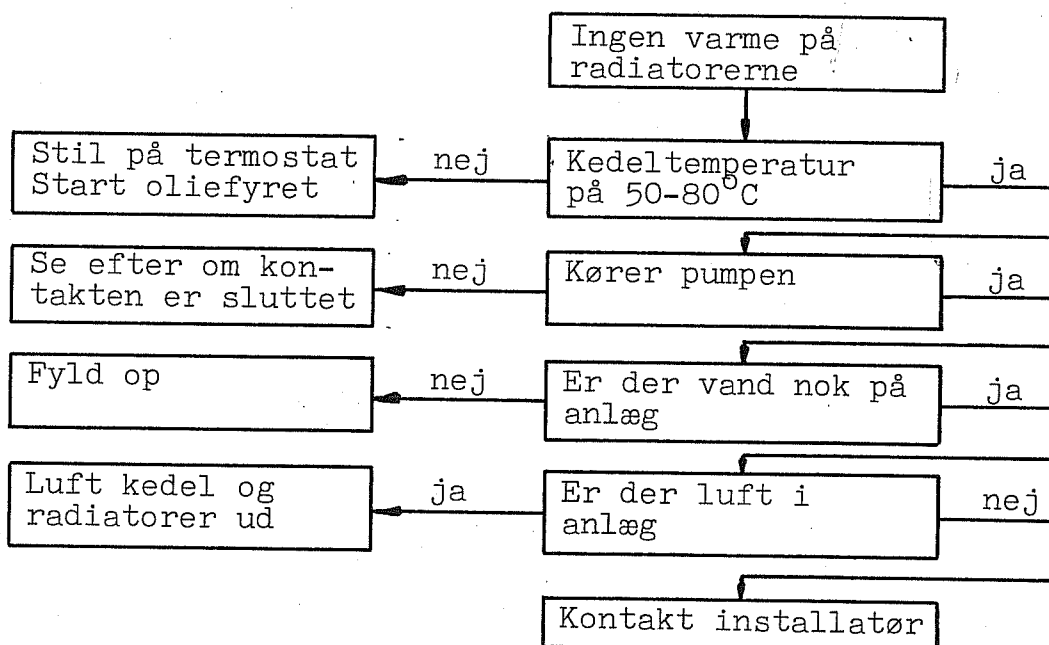 Ingen varme på
radiatorerne
Stil på termostat
Start oliefyret
nej
Kedeltemperatur
på 50-80°C
ja
Se efter om kon-
takten er sluttet
nej
Kører pumpen
ja
Fyld op
nej
Er der vand nok på
anlæg
ja
Luft kedel og
radiatorer ud
ja
Er der luft i
anlæg
nej
Kontakt installatør